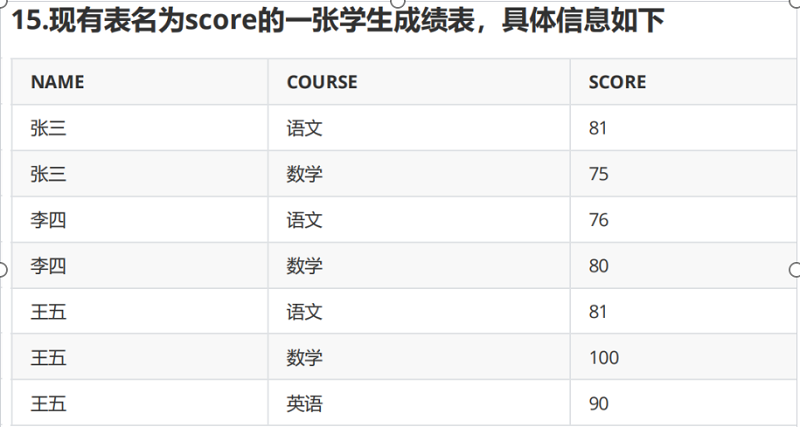 15.现有表名为score的一张学生成绩表，具体信息如下
NAME COURSE SCORE
张三 语文 81
张三 数学 75
李四 语文 76
李四 数学 80
王五 语文 81
王五 数学 100
王五 英语 90